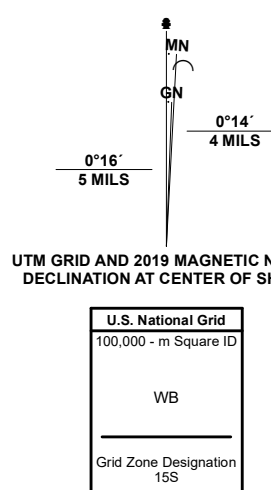 MN
GN
0°14´
4 MILS
0°16´
5 MILS
UTM GRID AND 2019 MAGNETIC N
DECLINATION AT CENTER OF SH
U.S. National Grid
100,000 - m Square ID
WB
Grid Zone Designation
15S